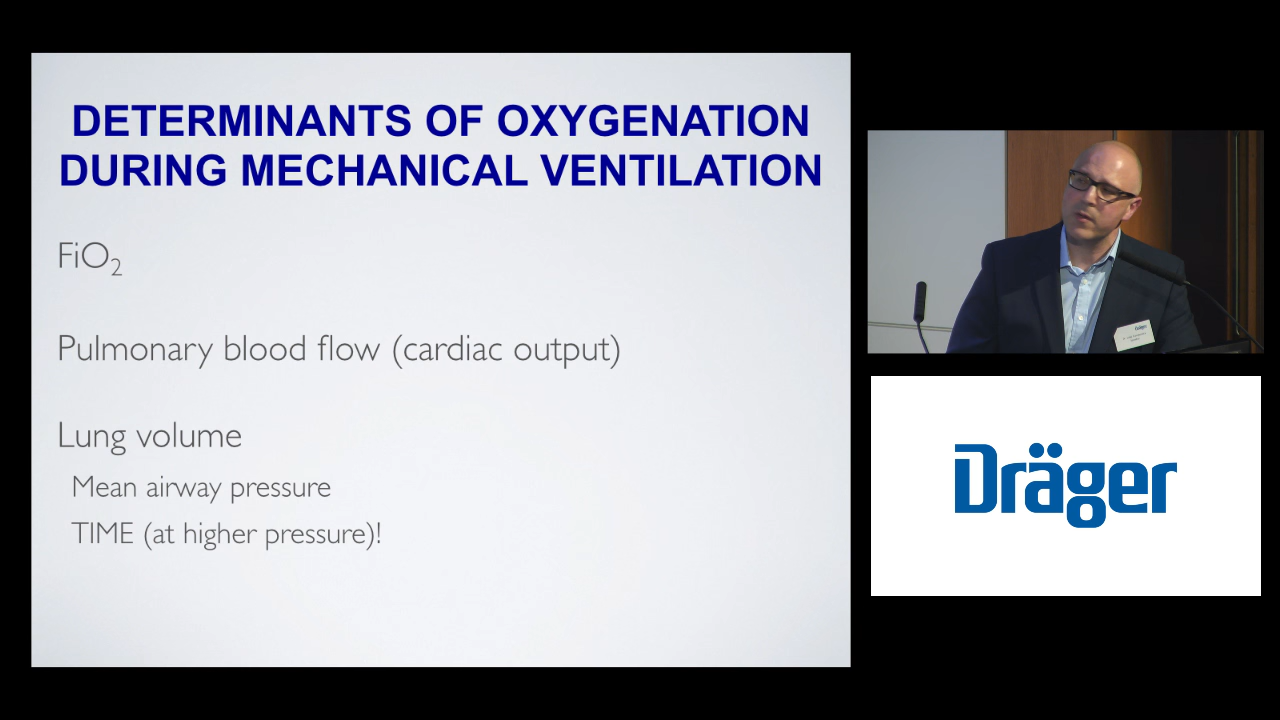 DETERMINANTS OF OXYGENATION
DURING MECHANICAL VENTILATION
FiO₂
Pulmonary blood flow (cardiac output)
Lung volume
Mean airway pressure
TIME (at higher pressure)!
Dräger
Dräger